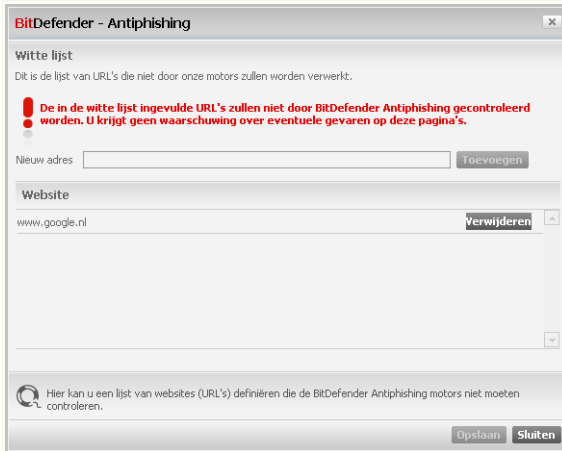 BitDefender - Antiphishing
Witte lijst
Dit is de lijst van URL's die niet door onze motors zullen worden verwerkt.
De in de witte lijst ingevulde URL's zullen niet door BitDefender Antiphishing gecontroleerd
worden. U krijgt geen waarschuwing over eventuele gevaren op deze pagina's.
Nieuw adres
Toevoegen
Website
www.google.nl
Verwijderen
Hier kan u een lijst van websites (URL's) definiëren die de BitDefender Antiphishing motors niet moeten
controleren.
Opslaan
Sluiten